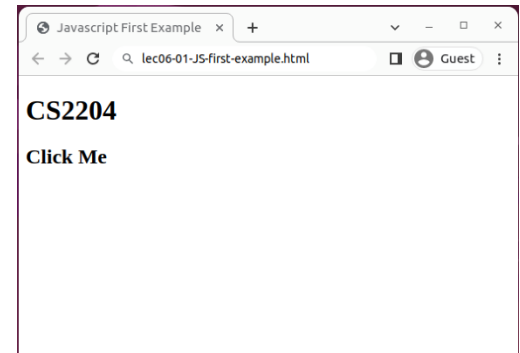 Javascript First Example
lec06-01-JS-first-example.html
Guest
CS2204
Click Me